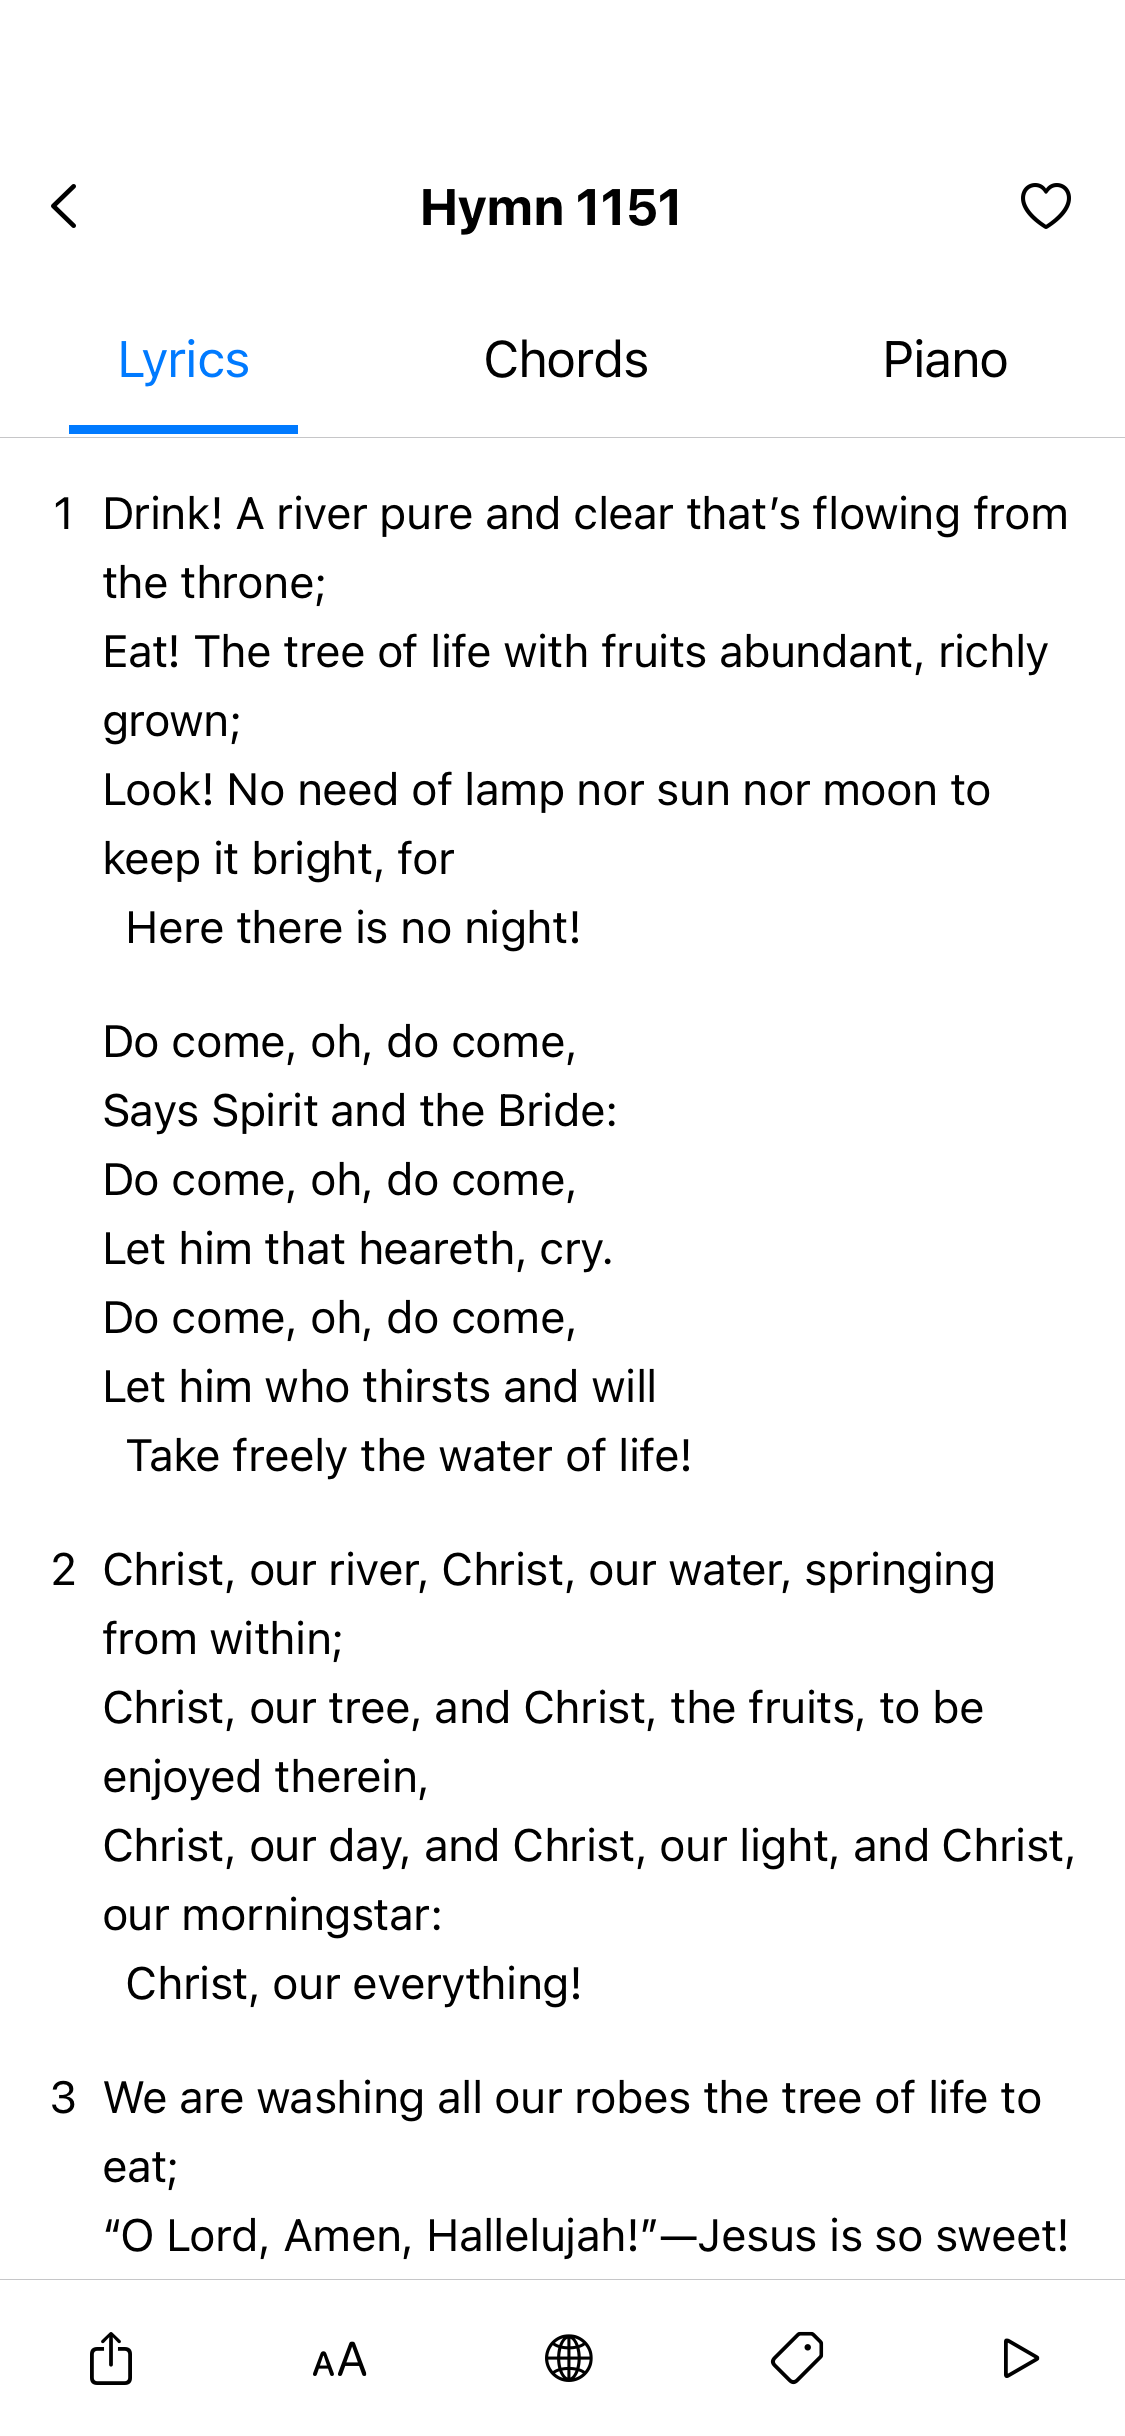 Hymn 1151
Lyrics Chords Piano
1 Drink! A river pure and clear that’s flowing from
the throne;
Eat! The tree of life with fruits abundant, richly
grown;
Look! No need of lamp nor sun nor moon to
keep it bright, for
Here there is no night!
Do come, oh, do come,
Says Spirit and the Bride:
Do come, oh, do come,
Let him that heareth, cry.
Do come, oh, do come,
Let him who thirsts and will
Take freely the water of life!
2 Christ, our river, Christ, our water, springing
from within;
Christ, our tree, and Christ, the fruits, to be
enjoyed therein,
Christ, our day, and Christ, our light, and Christ,
our morningstar:
Christ, our everything!
3 We are washing all our robes the tree of life to
eat;
“O Lord, Amen, Hallelujah!”—Jesus is so sweet!
AA